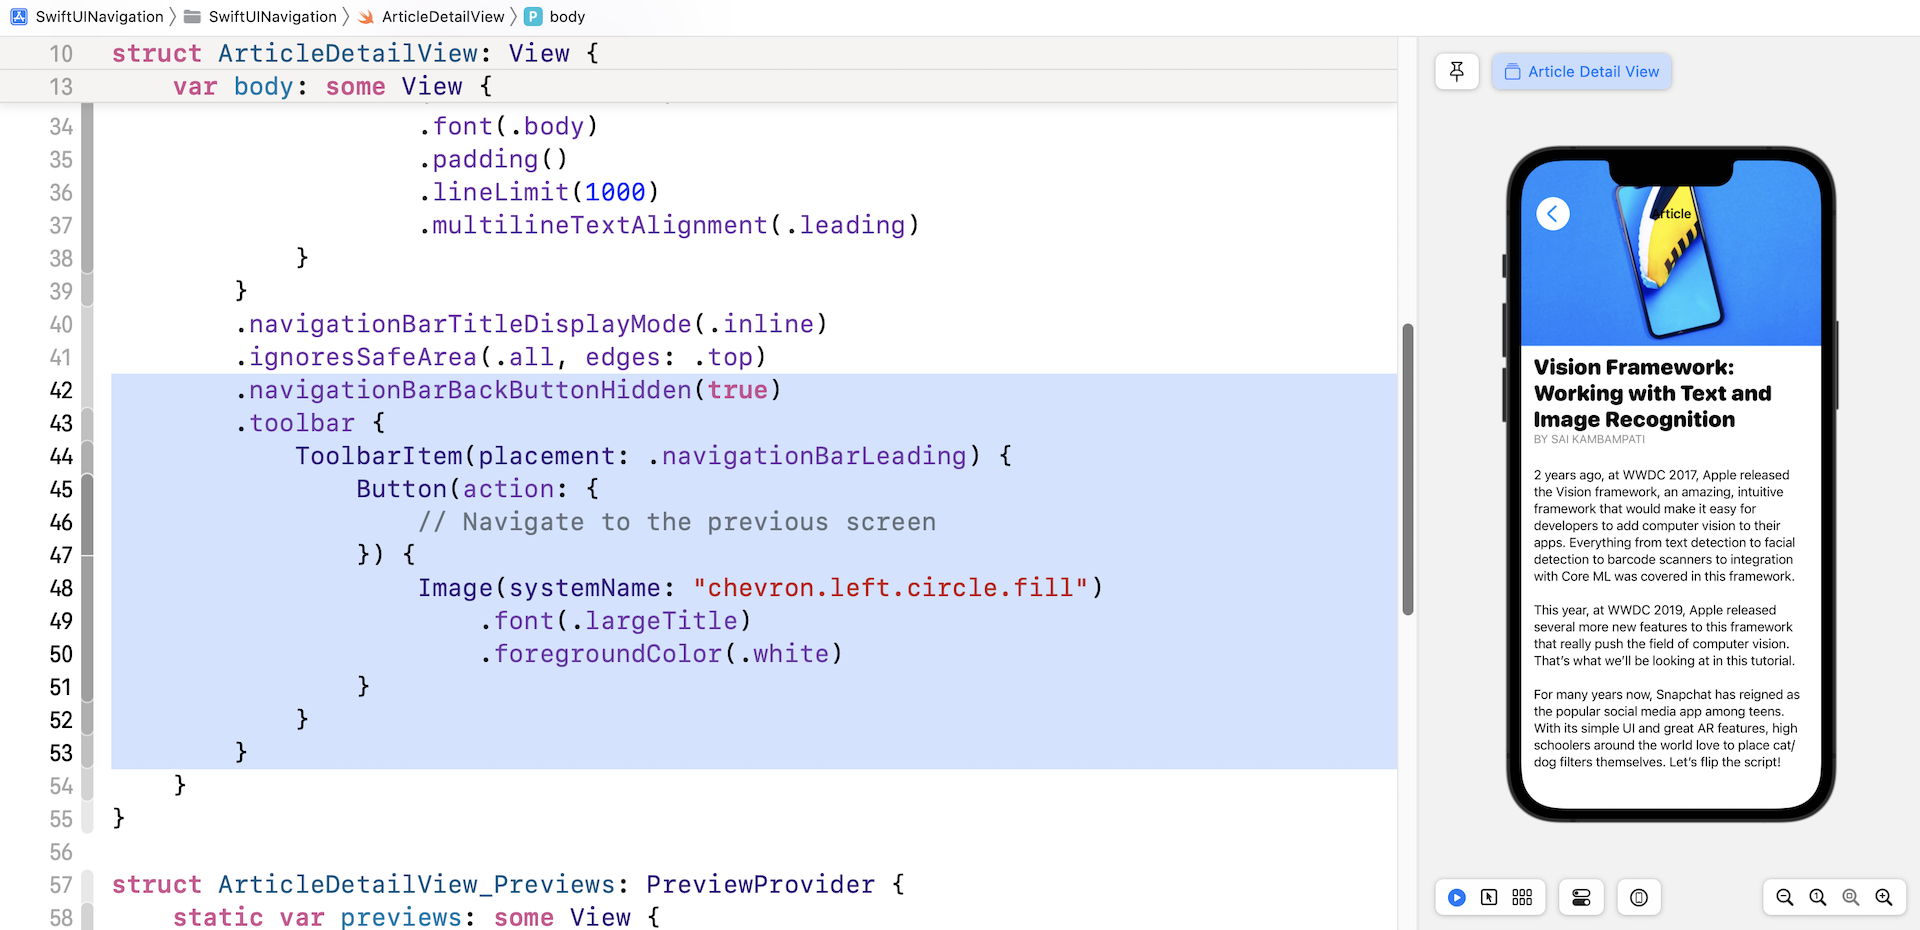 SwiftUINavigation SwiftUINavigation ArticleDetailView P body
10 struct ArticleDetailView: View {
13 var body: some View {
34 .font(.body)
35 .padding()
36 .lineLimit(1000)
37 .multilineTextAlignment(.leading)
38 }
39 }
40 .navigationBarTitleDisplayMode(.inline)
41 .ignoresSafeArea(.all, edges: .top)
42 .navigationBarBackButtonHidden(true)
43 .toolbar {
44 ToolbarItem(placement: .navigationBarLeading) {
45 Button(action: {
46 // Navigate to the previous screen
47 }) {
48 Image(systemName: "chevron.left.circle.fill")
49 .font(.largeTitle)
50 .foregroundColor(.white)
51 }
52 }
53 }
54 }
55 }
56
57 struct ArticleDetailView_Previews: PreviewProvider {
58 static var previews: some View {
Article Detail View
Article
Vision Framework:
Working with Text and
Image Recognition
BY SAI KAMBAMPATI
2 years ago, at WWDC 2017, Apple released
the Vision framework, an amazing, intuitive
framework that would make it easy for
developers to add computer vision to their
apps. Everything from text detection to facial
detection to barcode scanners to integration
with Core ML was covered in this framework.
This year, at WWDC 2019, Apple released
several more new features to this framework
that really push the field of computer vision.
That's what we'll be looking at in this tutorial.
For many years now, Snapchat has reigned as
the popular social media app among teens.
With its simple UI and great AR features, high
schoolers around the world love to place cat/
dog filters themselves. Let's flip the script!